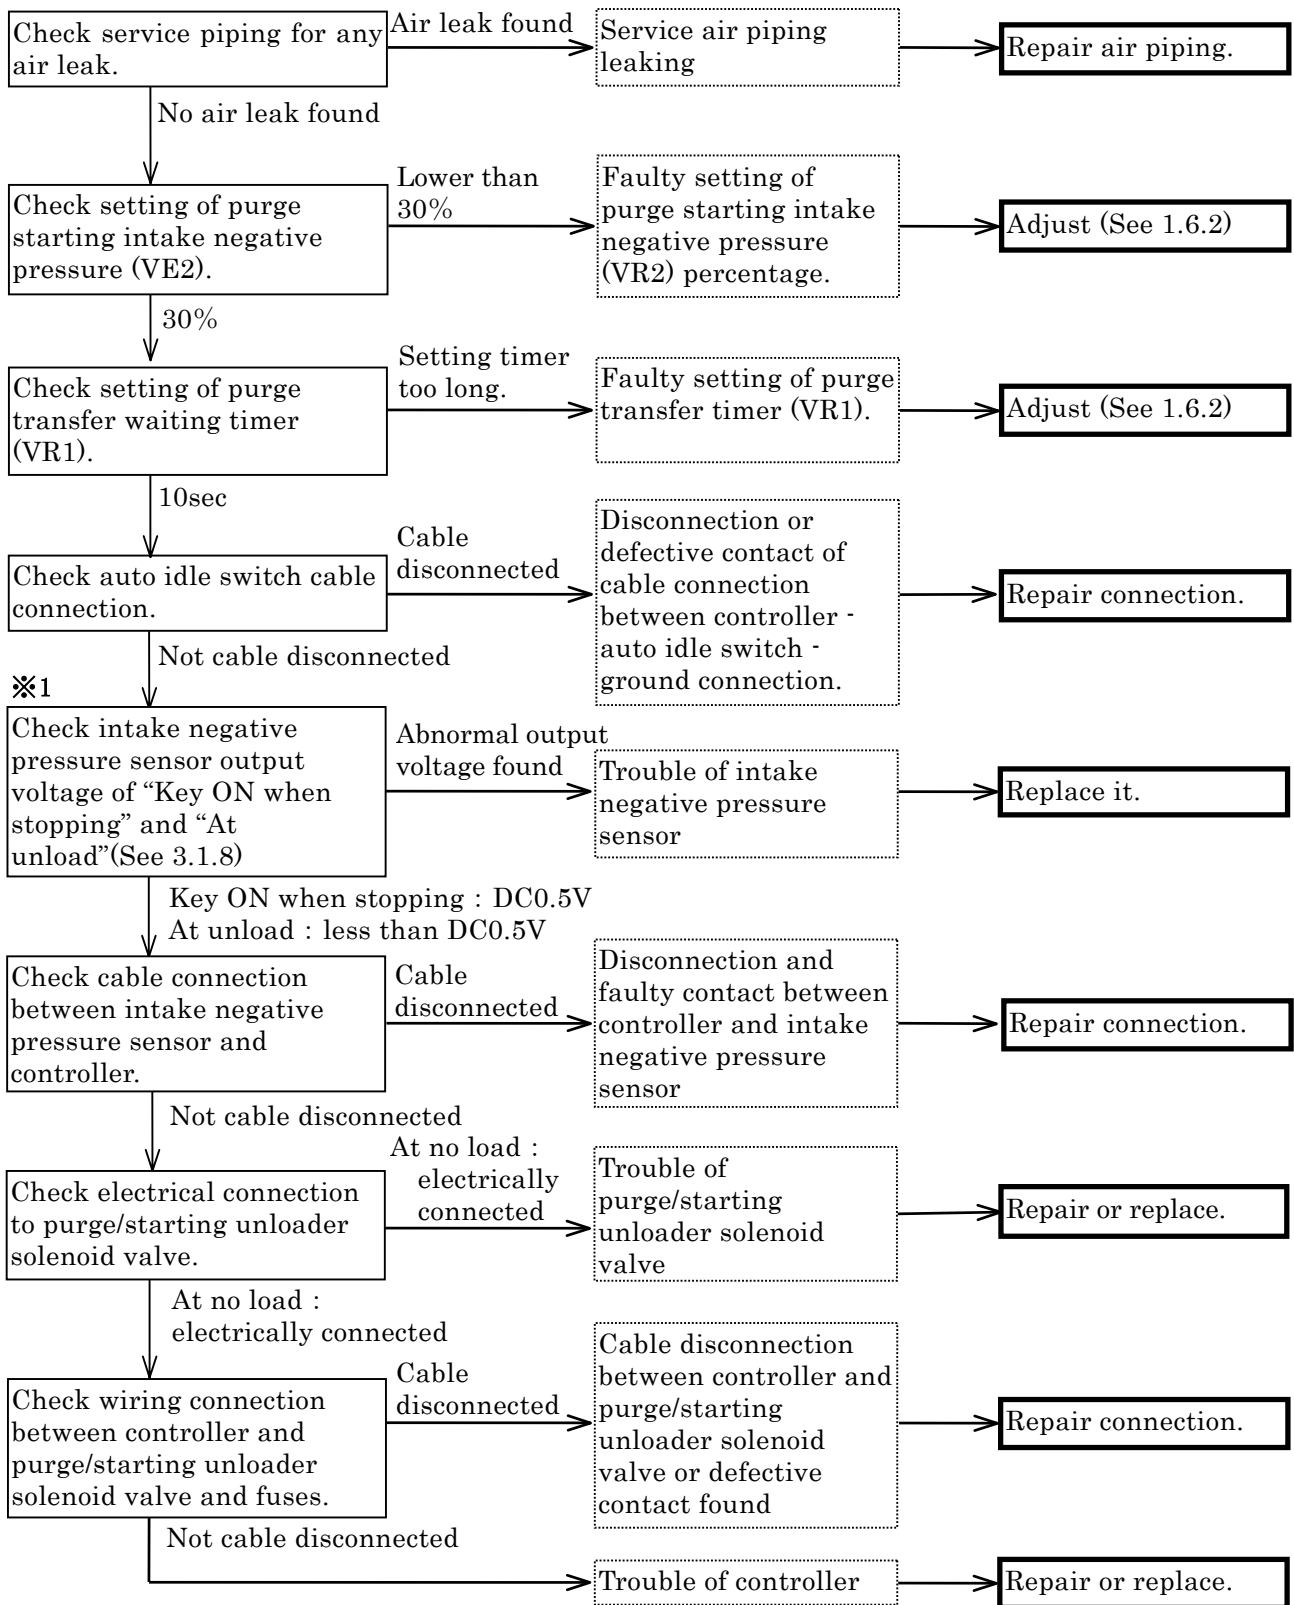 Check service piping for any
air leak.
Air leak found
Service air piping
leaking
Repair air piping.
No air leak found
Check setting of purge
starting intake negative
pressure (VE2).
Lower than
30%
Faulty setting of
purge starting intake
negative pressure
(VR2) percentage.
Adjust (See 1.6.2)
30%
Check setting of purge
transfer waiting timer
(VR1).
Setting timer
too long.
Faulty setting of purge
transfer timer (VR1).
Adjust (See 1.6.2)
10sec
Check auto idle switch cable
connection.
Cable
disconnected
Disconnection or
defective contact of
cable connection
between controller -
auto idle switch -
ground connection.
Repair connection.
Not cable disconnected
※1
Check intake negative
pressure sensor output
voltage of “Key ON when
stopping” and “At
unload”(See 3.1.8)
Abnormal output
voltage found
Trouble of intake
negative pressure
sensor
Replace it.
Key ON when stopping : DC0.5V
At unload : less than DC0.5V
Check cable connection
between intake negative
pressure sensor and
controller.
Cable
disconnected
Disconnection and
faulty contact between
controller and intake
negative pressure
sensor
Repair connection.
Not cable disconnected
Check electrical connection
to purge/starting unloader
solenoid valve.
At no load :
electrically
connected
Trouble of
purge/starting
unloader solenoid
valve
Repair or replace.
At no load :
electrically connected
Check wiring connection
between controller and
purge/starting unloader
solenoid valve and fuses.
Cable
disconnected
Cable disconnection
between controller and
purge/starting
unloader solenoid
valve or defective
contact found
Repair connection.
Not cable disconnected
Trouble of controller
Repair or replace.